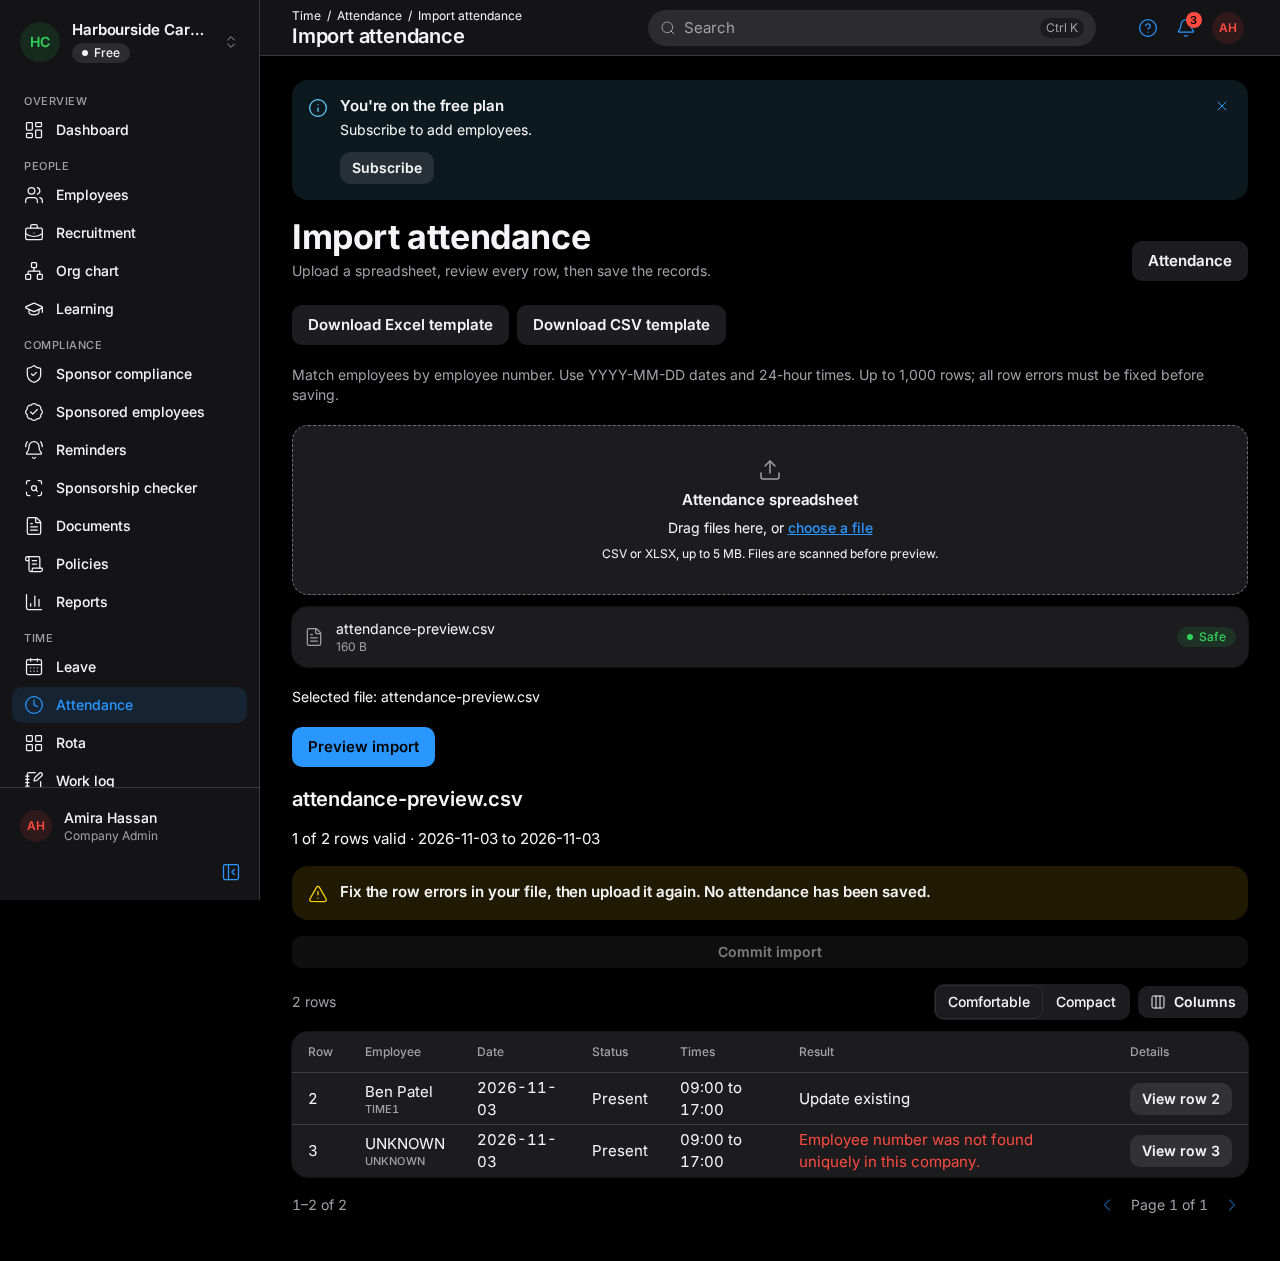 HC
Harbourside Car...
Free
OVERVIEW
Dashboard
PEOPLE
Employees
Recruitment
Org chart
Learning
COMPLIANCE
Sponsor compliance
Sponsored employees
Reminders
Sponsorship checker
Documents
Policies
Reports
TIME
Leave
Attendance
Rota
Work log
AH
Amira Hassan
Company Admin
Time / Attendance / Import attendance
Import attendance
Search
Ctrl K
3
AH
You're on the free plan
Subscribe to add employees.
Subscribe
Import attendance
Upload a spreadsheet, review every row, then save the records.
Attendance
Download Excel template
Download CSV template
Match employees by employee number. Use YYYY-MM-DD dates and 24-hour times. Up to 1,000 rows; all row errors must be fixed before
saving.
Attendance spreadsheet
Drag files here, or choose a file
CSV or XLSX, up to 5 MB. Files are scanned before preview.
attendance-preview.csv
160 B
Safe
Selected file: attendance-preview.csv
Preview import
attendance-preview.csv
1 of 2 rows valid · 2026-11-03 to 2026-11-03
Fix the row errors in your file, then upload it again. No attendance has been saved.
Commit import
2 rows
Comfortable
Compact
Columns
Row Employee Date Status Times Result Details
2 Ben Patel TIME1 2026-11-03 Present 09:00 to 17:00 Update existing View row 2
3 UNKNOWN UNKNOWN 2026-11-03 Present 09:00 to 17:00 Employee number was not found uniquely in this company. View row 3
1–2 of 2
Page 1 of 1